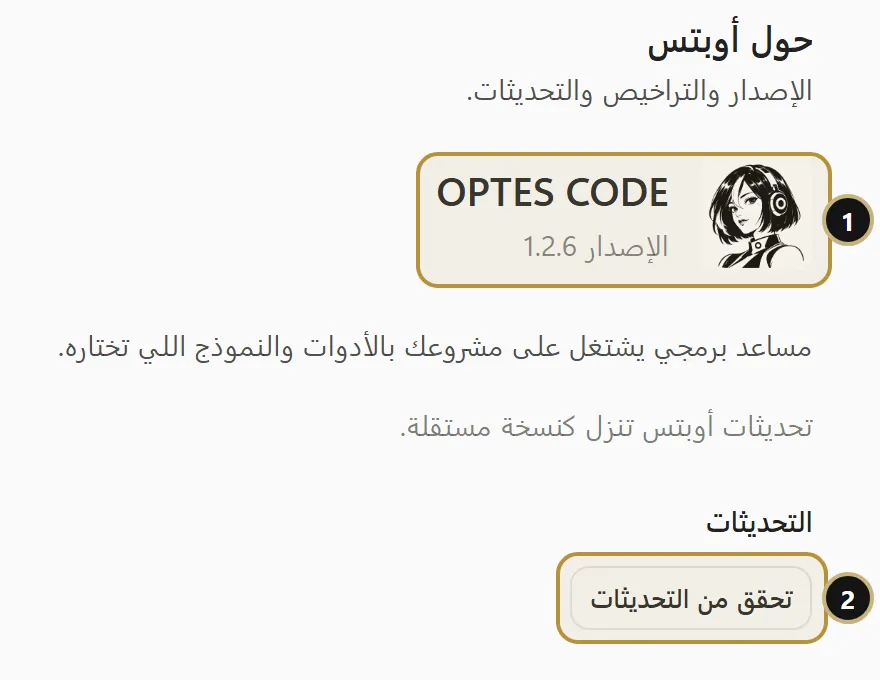 حول أوبتس
الإصدار والتراخيص والتحديثات.
OPTES CODE
الإصدار 1.2.6
1
مساعد برمجي يشتغل على مشروعك بالأدوات والنموذج اللي تختاره.
تحديثات أوبتس تنزل كنسخة مستقلة.
التحديثات
تحقق من التحديثات
2